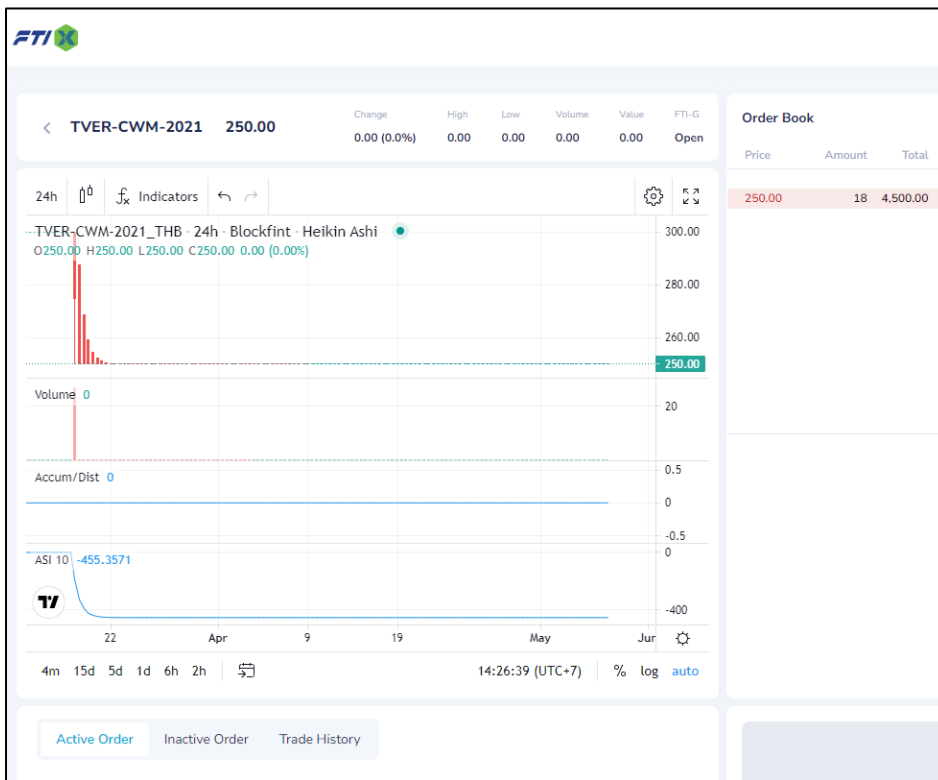 FTIX
TVER-CWM-2021 250.00
Change High Low Volume Value FTI-G
0.00 (0.0%) 0.00 0.00 0.00 0.00 Open
24h Indicators
TVER-CWM-2021_THB · 24h · Blockfint · Heikin Ashi
O250.00 H250.00 L250.00 C250.00 0.00 (0.00%)
300.00
280.00
260.00
250.00
Volume 0
20
Accum/Dist 0
0.5
0
-0.5
ASI 10 -455.3571
0
-400
22 Apr 9 19 May Jur
4m 15d 5d 1d 6h 2h 14:26:39 (UTC+7) % log auto
Active Order Inactive Order Trade History
Order Book
Price Amount Total
250.00 18 4,500.00